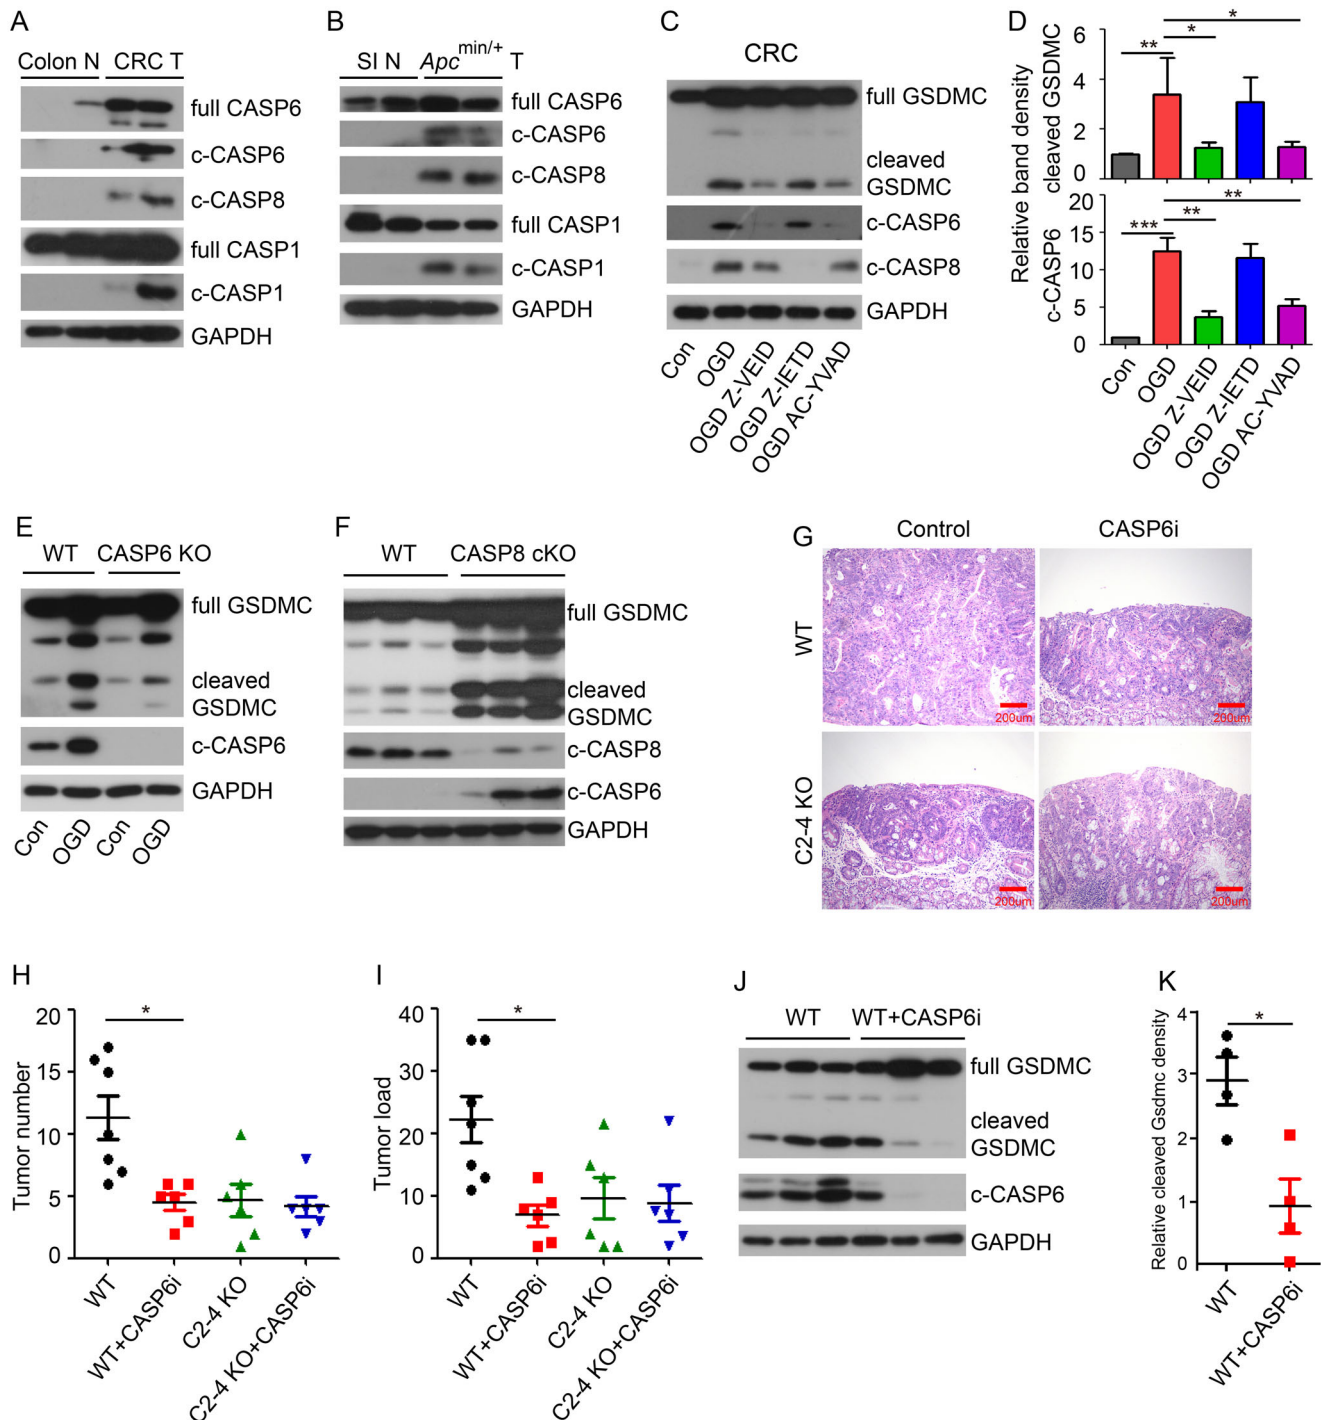 A
Colon N CRC T
full CASP6
c-CASP6
c-CASP8
full CASP1
c-CASP1
GAPDH
B
SI N Apc min/+ T
full CASP6
c-CASP6
c-CASP8
full CASP1
c-CASP1
GAPDH
C
CRC
full GSDMC
cleaved
GSDMC
c-CASP6
c-CASP8
GAPDH
Con
OGD
OGD Z-VEID
OGD Z-IETD
OGD AC-YVAD
D
Relative band density
cleaved GSDMC
6
4
2
0
**
*
*
c-CASP6
20
15
10
5
0
***
**
**
Con
OGD
OGD Z-VEID
OGD Z-IETD
OGD AC-YVAD
E
WT CASP6 KO
full GSDMC
cleaved
GSDMC
c-CASP6
GAPDH
Con
OGD
Con
OGD
F
WT CASP8 cKO
full GSDMC
cleaved
GSDMC
c-CASP8
c-CASP6
GAPDH
G
Control CASP6i
WT
200um
200um
C2-4 KO
200um
200um
H
Tumor number
20
15
10
5
0
*
WT
WT+CASP6i
C2-4 KO
C2-4 KO+CASP6i
I
Tumor load
40
30
20
10
0
*
WT
WT+CASP6i
C2-4 KO
C2-4 KO+CASP6i
J
WT WT+CASP6i
full GSDMC
cleaved
GSDMC
c-CASP6
GAPDH
K
Relative cleaved Gsdmc density
4
3
2
1
0
*
WT
WT+CASP6i